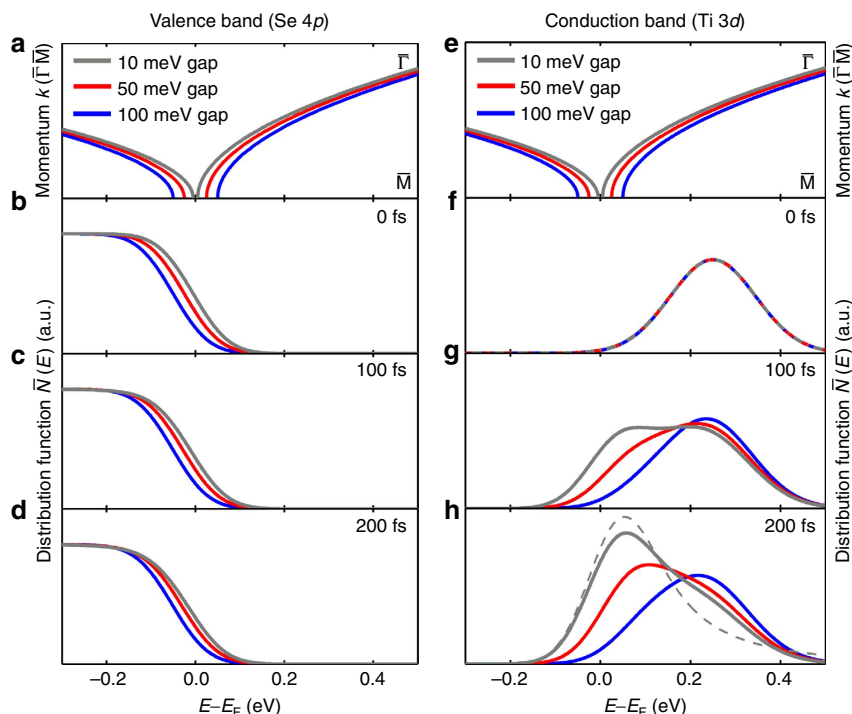 Valence band (Se 4p)
Conduction band (Ti 3d)
a
e
Momentum k (Γ̅M̅)
10 meV gap
50 meV gap
100 meV gap
Γ̅
M̅
10 meV gap
50 meV gap
100 meV gap
Γ̅
M̅
Momentum k (Γ̅M̅)
b
0 fs
f
0 fs
Distribution function N̅(E) (a.u.)
Distribution function N̅(E) (a.u.)
c
100 fs
g
100 fs
d
200 fs
h
200 fs
−0.2 0.0 0.2 0.4
−0.2 0.0 0.2 0.4
E–E_F (eV)
E–E_F (eV)